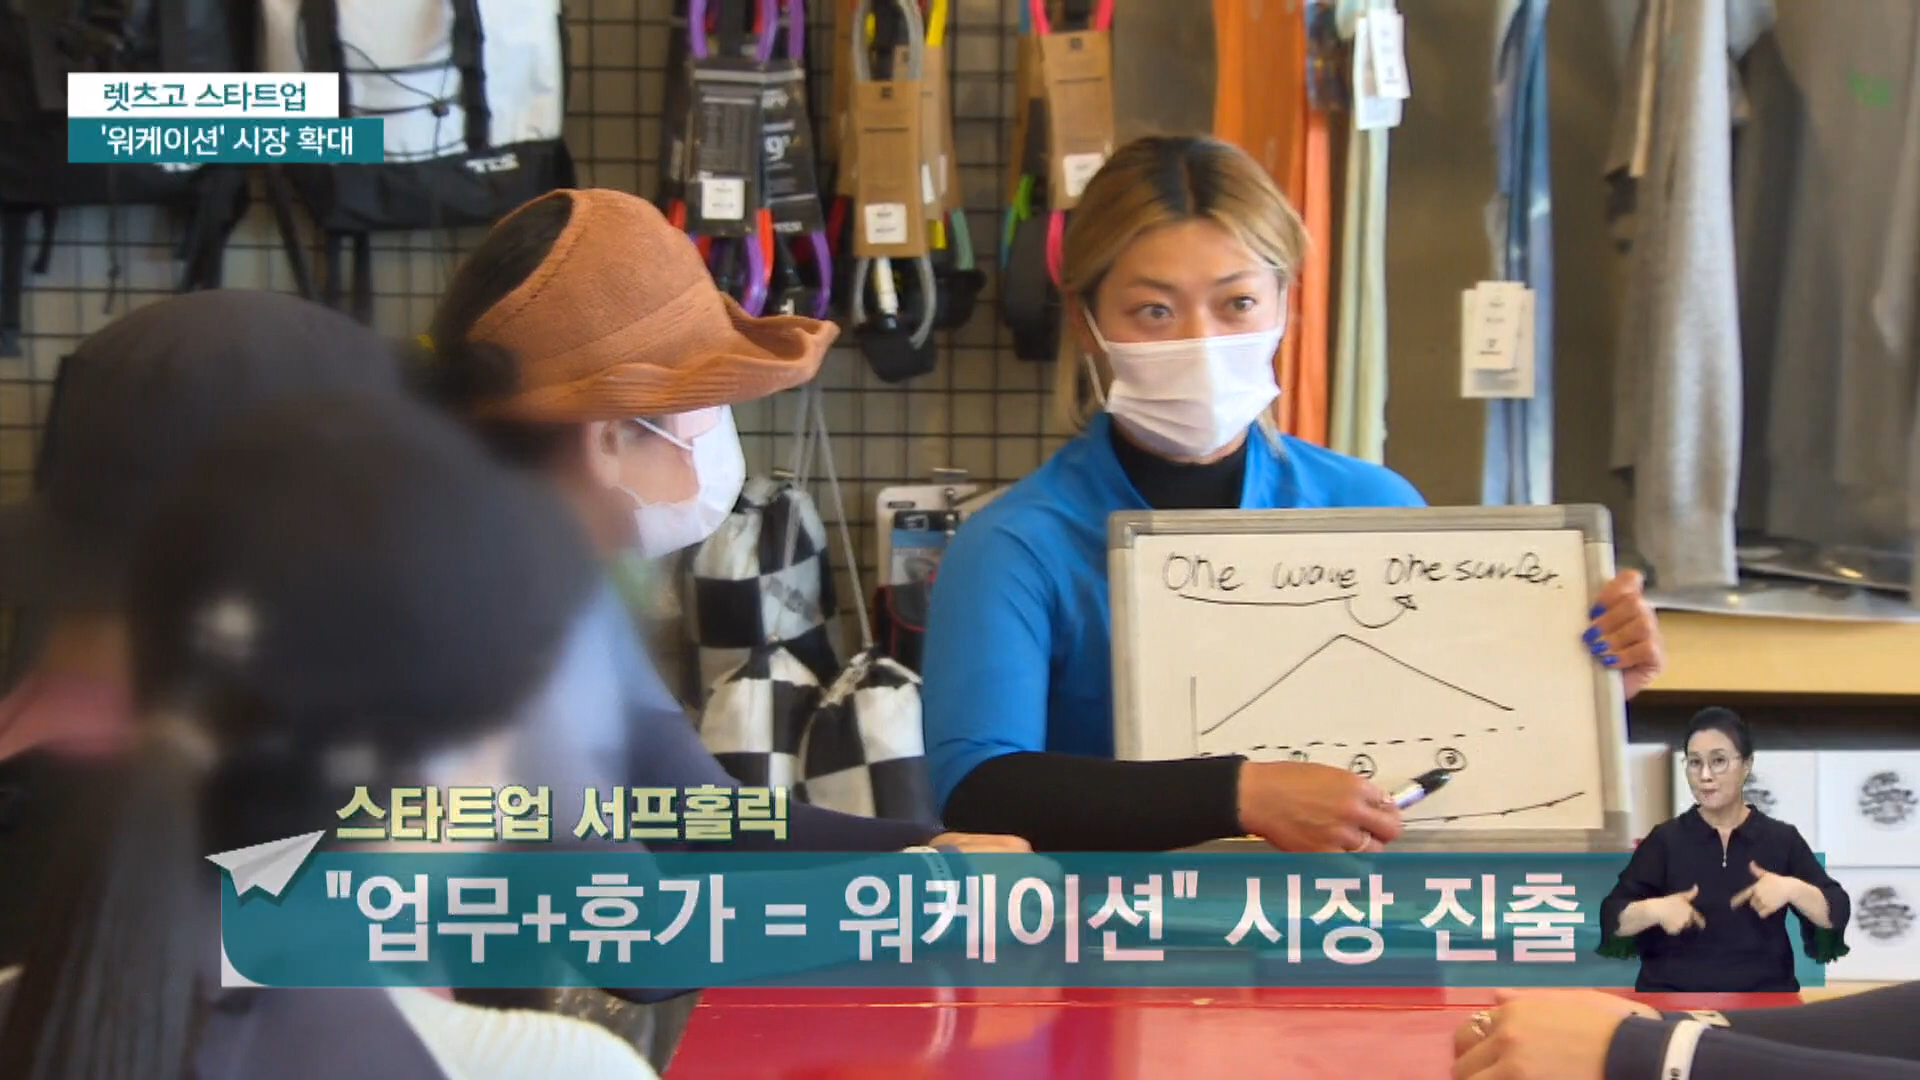 렛츠고 스타트업
'워케이션' 시장 확대
One wave one surfer.
② ③
스타트업 서프홀릭
"업무+휴가 = 워케이션" 시장 진출